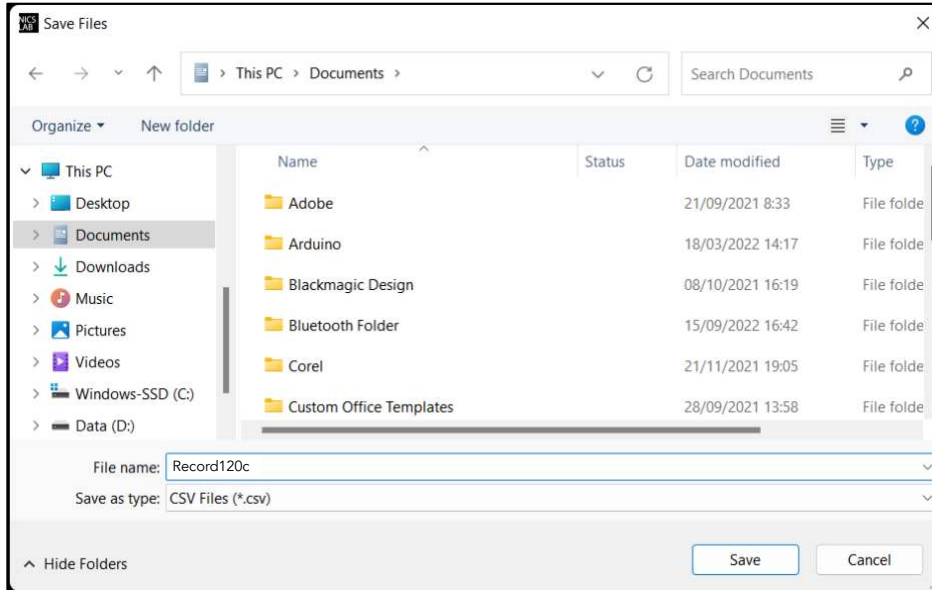 NICS LAB Save Files
This PC > Documents >
Search Documents
Organize New folder
Name Status Date modified Type
This PC
Desktop
Documents
Downloads
Music
Pictures
Videos
Windows-SSD (C:)
Data (D:)
Adobe 21/09/2021 8:33 File folde
Arduino 18/03/2022 14:17 File folde
Blackmagic Design 08/10/2021 16:19 File folde
Bluetooth Folder 15/09/2022 16:42 File folde
Corel 21/11/2021 19:05 File folde
Custom Office Templates 28/09/2021 13:58 File folde
File name: Record120c
Save as type: CSV Files (*.csv)
Hide Folders
Save Cancel